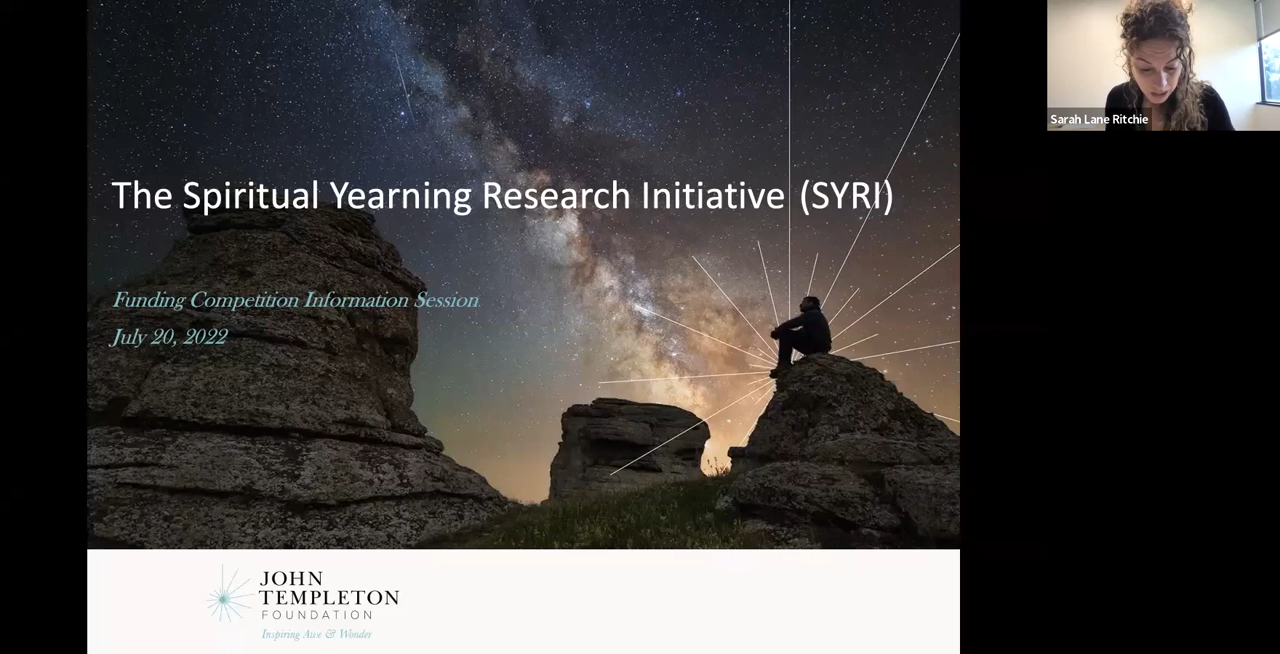 The Spiritual Yearning Research Initiative (SYRI)
Funding Competition Information Session
July 20, 2022
JOHN
TEMPLETON
FOUNDATION
Inspiring Awe & Wonder
Sarah Lane Ritchie